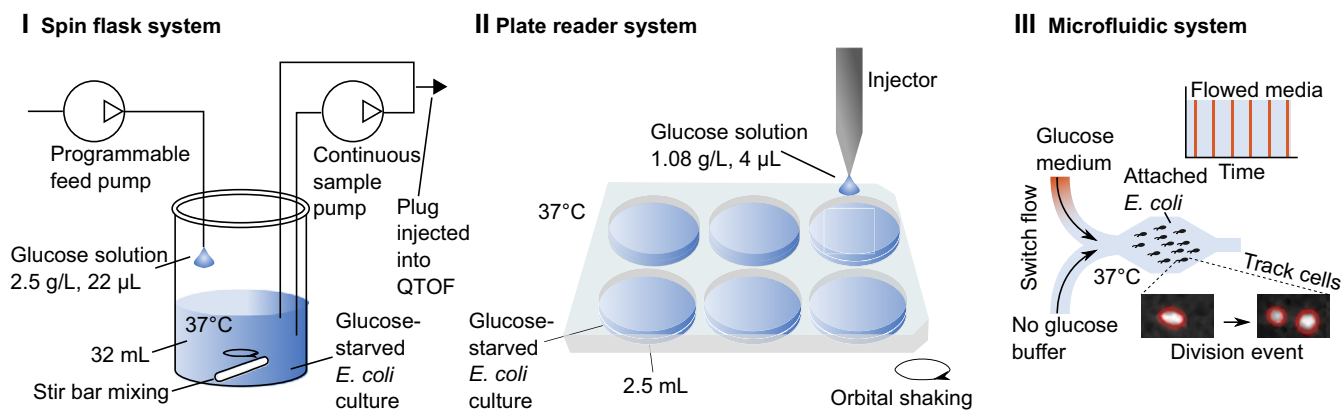 I Spin flask system
Programmable
feed pump
Continuous
sample
pump
Plug
injected
into
QTOF
Glucose solution
2.5 g/L, 22 µL
37°C
32 mL
Stir bar mixing
Glucose-
starved
E. coli
culture
II Plate reader system
Injector
Glucose solution
1.08 g/L, 4 µL
37°C
Glucose-
starved
E. coli
culture
2.5 mL
Orbital shaking
III Microfluidic system
Flowed media
Time
Glucose
medium
Attached
E. coli
Switch flow
37°C
Track cells
No glucose
buffer
Division event